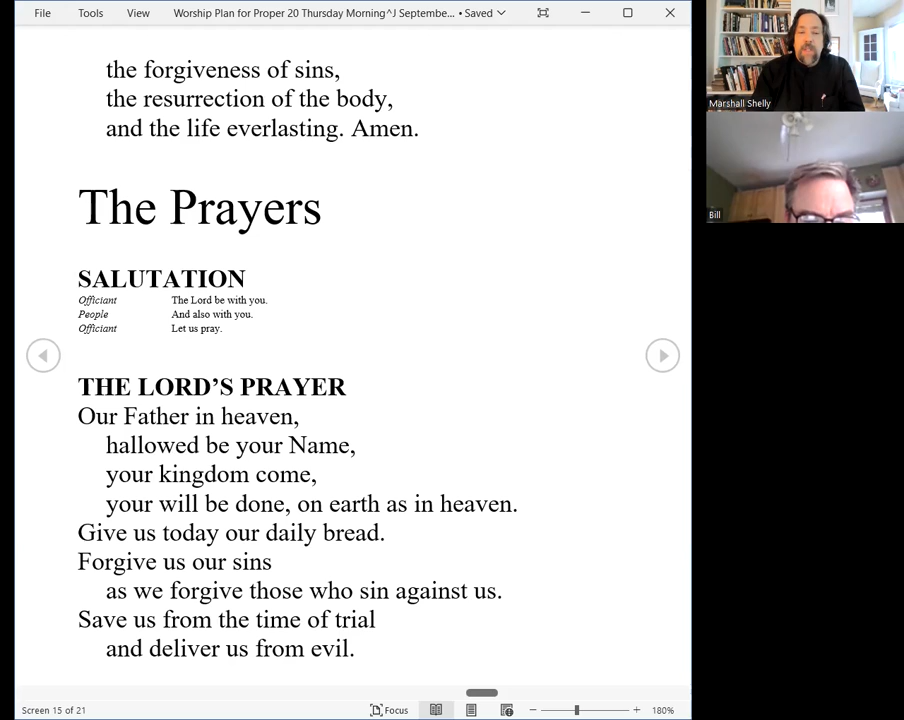 File Tools View Worship Plan for Proper 20 Thursday Morning^J Septembe... • Saved
Marshall Shelly
Bill
the forgiveness of sins,
the resurrection of the body,
and the life everlasting. Amen.
The Prayers
SALUTATION
Officiant The Lord be with you.
People And also with you.
Officiant Let us pray.
THE LORD’S PRAYER
Our Father in heaven,
hallowed be your Name,
your kingdom come,
your will be done, on earth as in heaven.
Give us today our daily bread.
Forgive us our sins
as we forgive those who sin against us.
Save us from the time of trial
and deliver us from evil.
Screen 15 of 21 Focus 180%